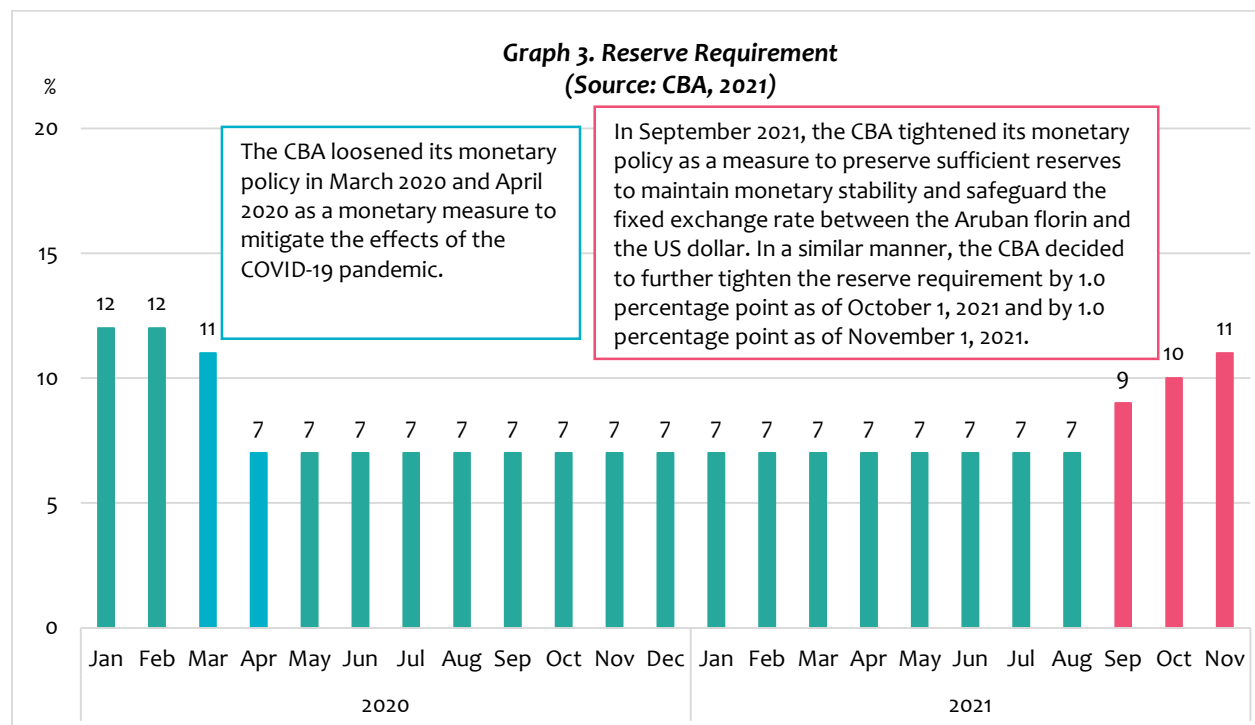 Graph 3. Reserve Requirement
(Source: CBA, 2021)
%
20
15
10
5
0
The CBA loosened its monetary
policy in March 2020 and April
2020 as a monetary measure to
mitigate the effects of the
COVID-19 pandemic.
In September 2021, the CBA tightened its monetary
policy as a measure to preserve sufficient reserves
to maintain monetary stability and safeguard the
fixed exchange rate between the Aruban florin and
the US dollar. In a similar manner, the CBA decided
to further tighten the reserve requirement by 1.0
percentage point as of October 1, 2021 and by 1.0
percentage point as of November 1, 2021.
12 12 11 7 7 7 7 7 7 7 7 7 7 7 7 7 7 7 7 7 9 10 11
Jan Feb Mar Apr May Jun Jul Aug Sep Oct Nov Dec Jan Feb Mar Apr May Jun Jul Aug Sep Oct Nov
2020 2021